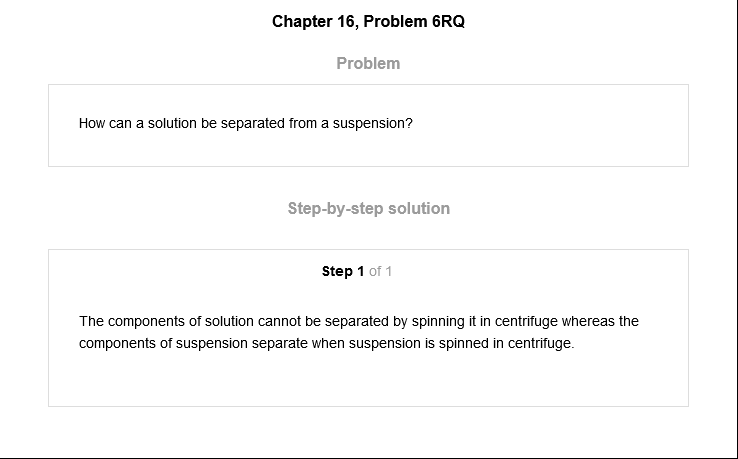 Chapter 16, Problem 6RQ
Problem
How can a solution be separated from a suspension?
Step-by-step solution
Step 1 of 1
The components of solution cannot be separated by spinning it in centrifuge whereas the
components of suspension separate when suspension is spinned in centrifuge.